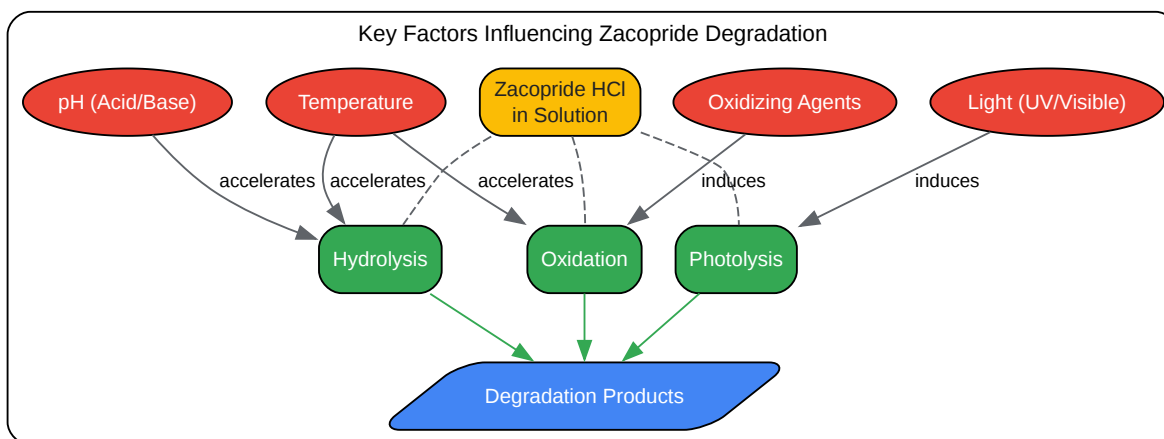 Key Factors Influencing Zacopride Degradation
pH (Acid/Base)
Temperature
Zacopride HCl
in Solution
Oxidizing Agents
Light (UV/Visible)
accelerates
accelerates
accelerates
induces
induces
Hydrolysis
Oxidation
Photolysis
Degradation Products